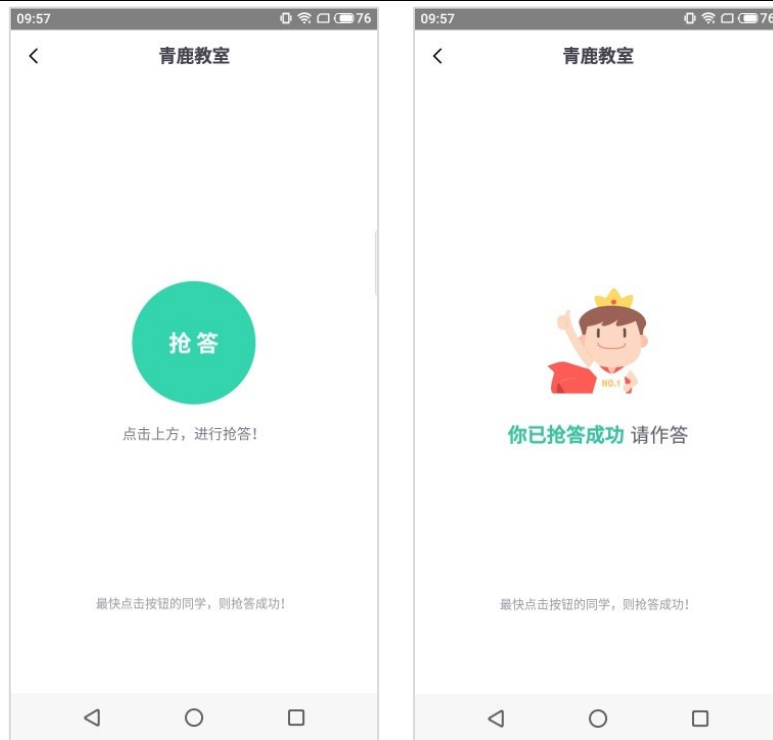 09:57
76
青鹿教室
抢答
点击上方，进行抢答！
最快点击按钮的同学，则抢答成功！
09:57
76
青鹿教室
NO.1
你已抢答成功 请作答
最快点击按钮的同学，则抢答成功！